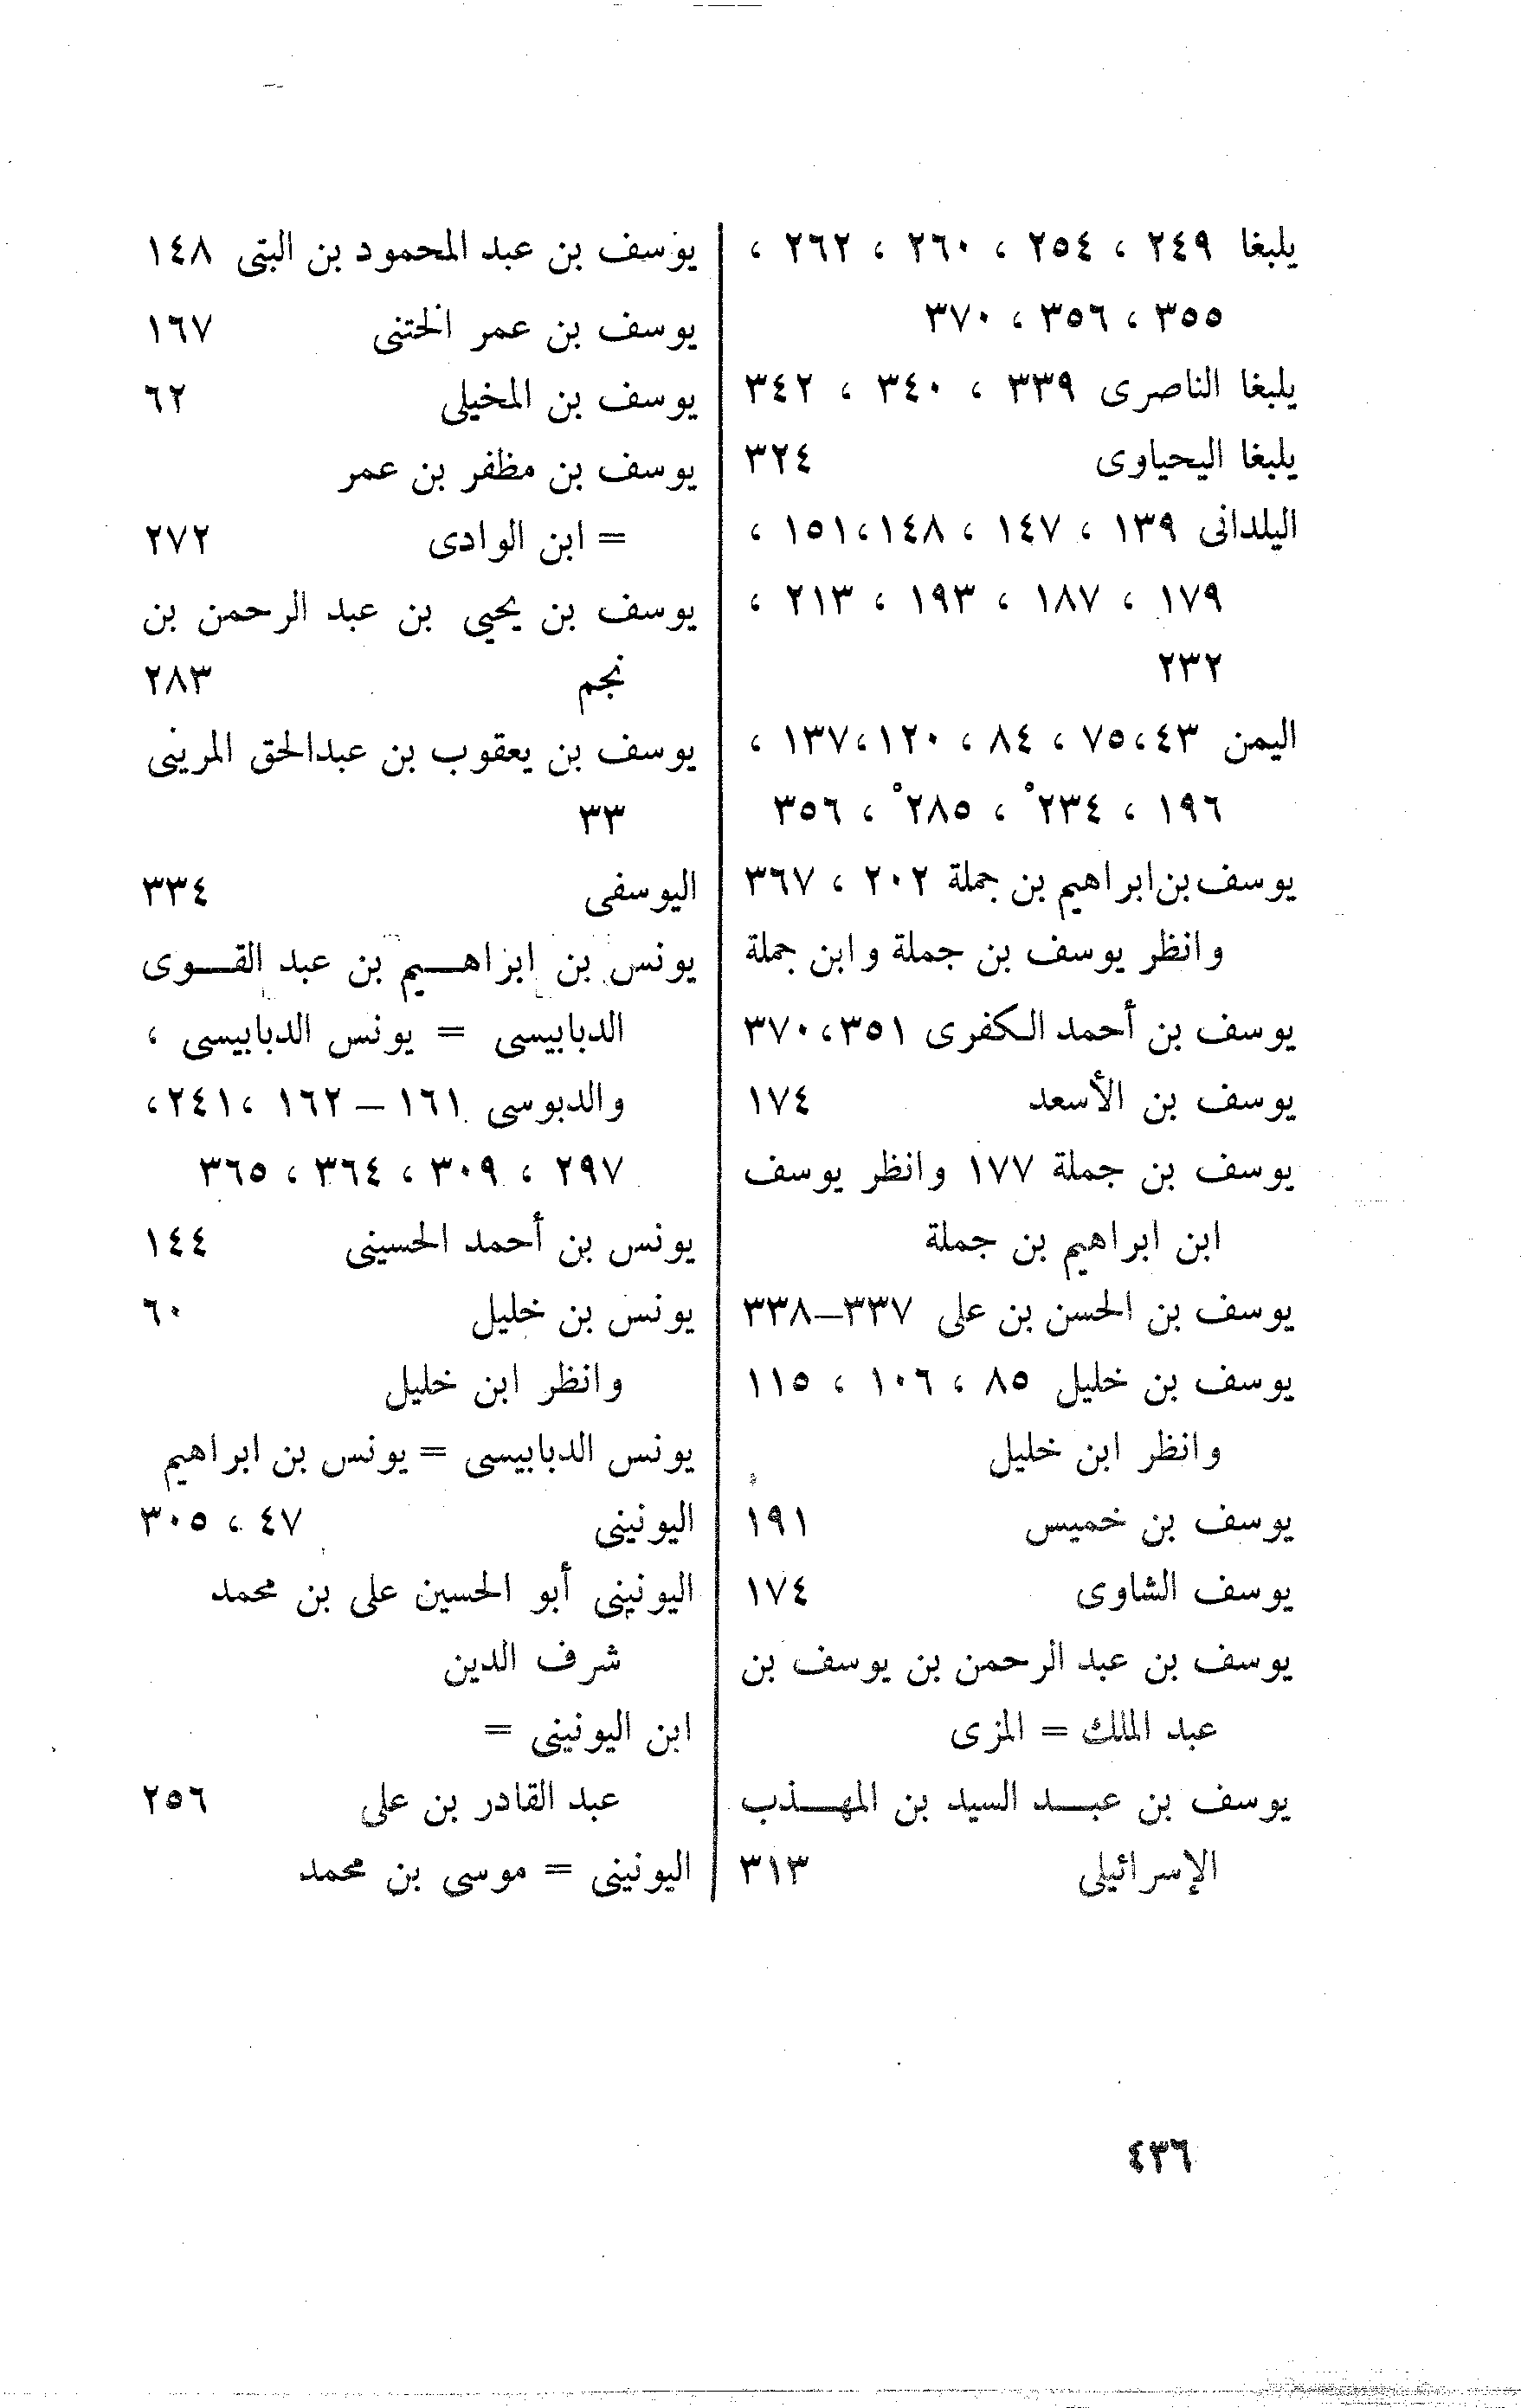 يلبغا ٢٤٩ ، ٢٥٤ ، ٢٦٠ ، ٢٦٢ ،
٣٥٥ ، ٣٥٦ ، ٣٧٠
يلبغا الناصرى ٣٣٩ ، ٣٤٠ ، ٣٤٢
يلبغا اليحياوى ٣٢٤
اليلدانى ١٣٩ ، ١٤٧ ، ١٤٨،١٥١ ،
١٧٩ ، ١٨٧ ، ١٩٣ ، ٢١٣ ،
٢٣٢
اليمن ٤٣،٧٥ ، ٨٤ ، ١٢٠،١٣٧ ،
١٩٦ ، ٢٣٤ْ ، ٢٨٥ْ ، ٣٥٦
يوسف بن ابراهيم بن جملة ٢٠٢ ، ٣٦٧
وانظر يوسف بن جملة وابن جملة
يوسف بن أحمد الكفرى ٣٥١،٣٧٠
يوسف بن الأسعد ١٧٤
يوسف بن جملة ١٧٧ وانظر يوسف
ابن ابراهيم بن جملة
يوسف بن الحسن بن على ٣٣٧–٣٣٨
يوسف بن خليل ٨٥ ، ١٠٦ ، ١١٥
وانظر ابن خليل
يوسف بن خميس ١٩١
يوسف الشاوى ١٧٤
يوسف بن عبد الرحمن بن يوسف بن
عبد الملك = المزى
يوسف بن عبـــد السيد بن المهـــذب
الإسرائيلى ٣١٣
يوسف بن عبد المحمود بن البتى ١٤٨
يوسف بن عمر الختنى ١٦٧
يوسف بن المخيلى ٦٢
يوسف بن مظفر بن عمر
= ابن الوادى ٢٧٢
يوسف بن يحيى بن عبد الرحمن بن
نجم ٢٨٣
يوسف بن يعقوب بن عبدالحق المرينى
٣٣
اليوسفى ٣٣٤
يونس بن ابراهـــيم بن عبد القـــوى
الدبابيسى = يونس الدبابيسى ،
والدبوسى ١٦١ – ١٦٢ ،٢٤١،
٢٩٧ ، ٣٠٩ ، ٣٦٤ ، ٣٦٥
يونس بن أحمد الحسينى ١٤٤
يونس بن خليل ٦٠
وانظر ابن خليل
يونس الدبابيسى = يونس بن ابراهيم
اليونينى ٤٧ ، ٣٠٥
اليونينى أبو الحسين على بن محمد
شرف الدين
ابن اليونينى =
عبد القادر بن على ٢٥٦
اليونينى = موسى بن محمد
٤٣٦